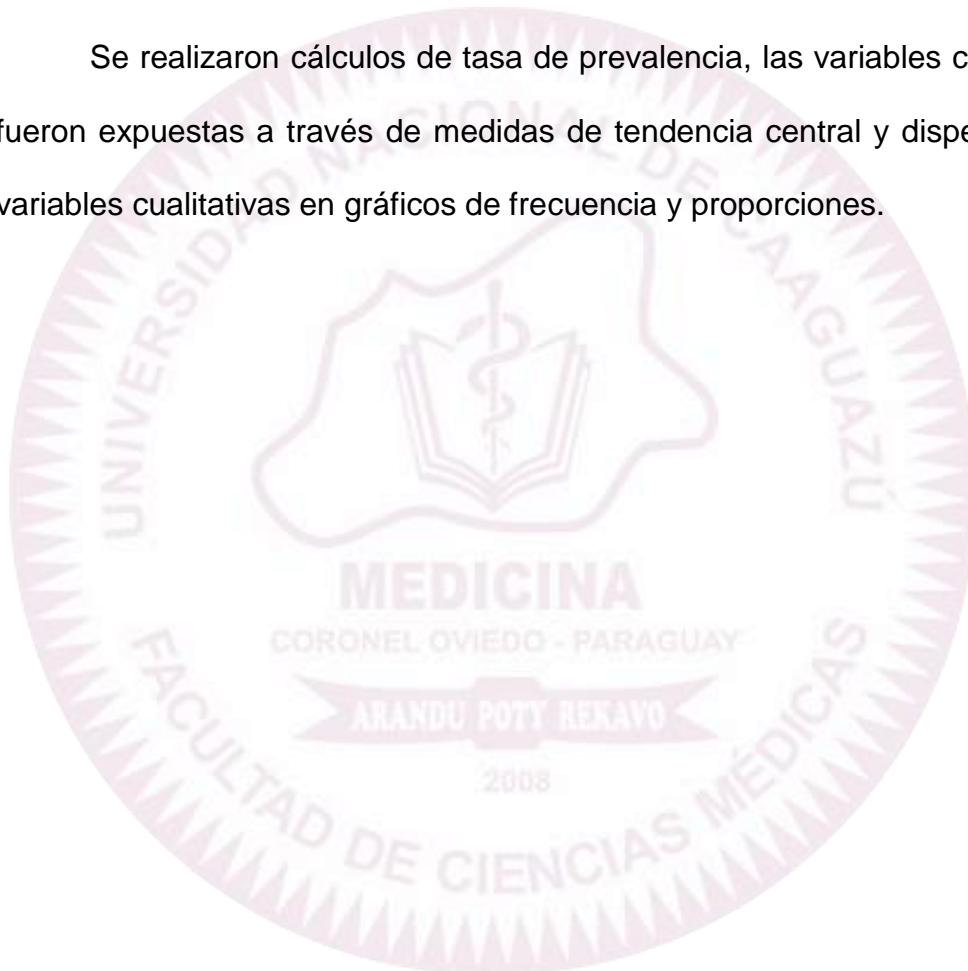 Se realizaron cálculos de tasa de prevalencia, las variables
fueron expuestas a través de medidas de tendencia central y
variables cualitativas en gráficos de frecuencia y proporciones.
UNIVERSIDAD NACIONAL DE CAAGUAZÚ
MEDICINA
CORONEL OVIEDO - PARAGUAY
ARANDU POTY REKAVO
2008
FACULTAD DE CIENCIAS MÉDICAS